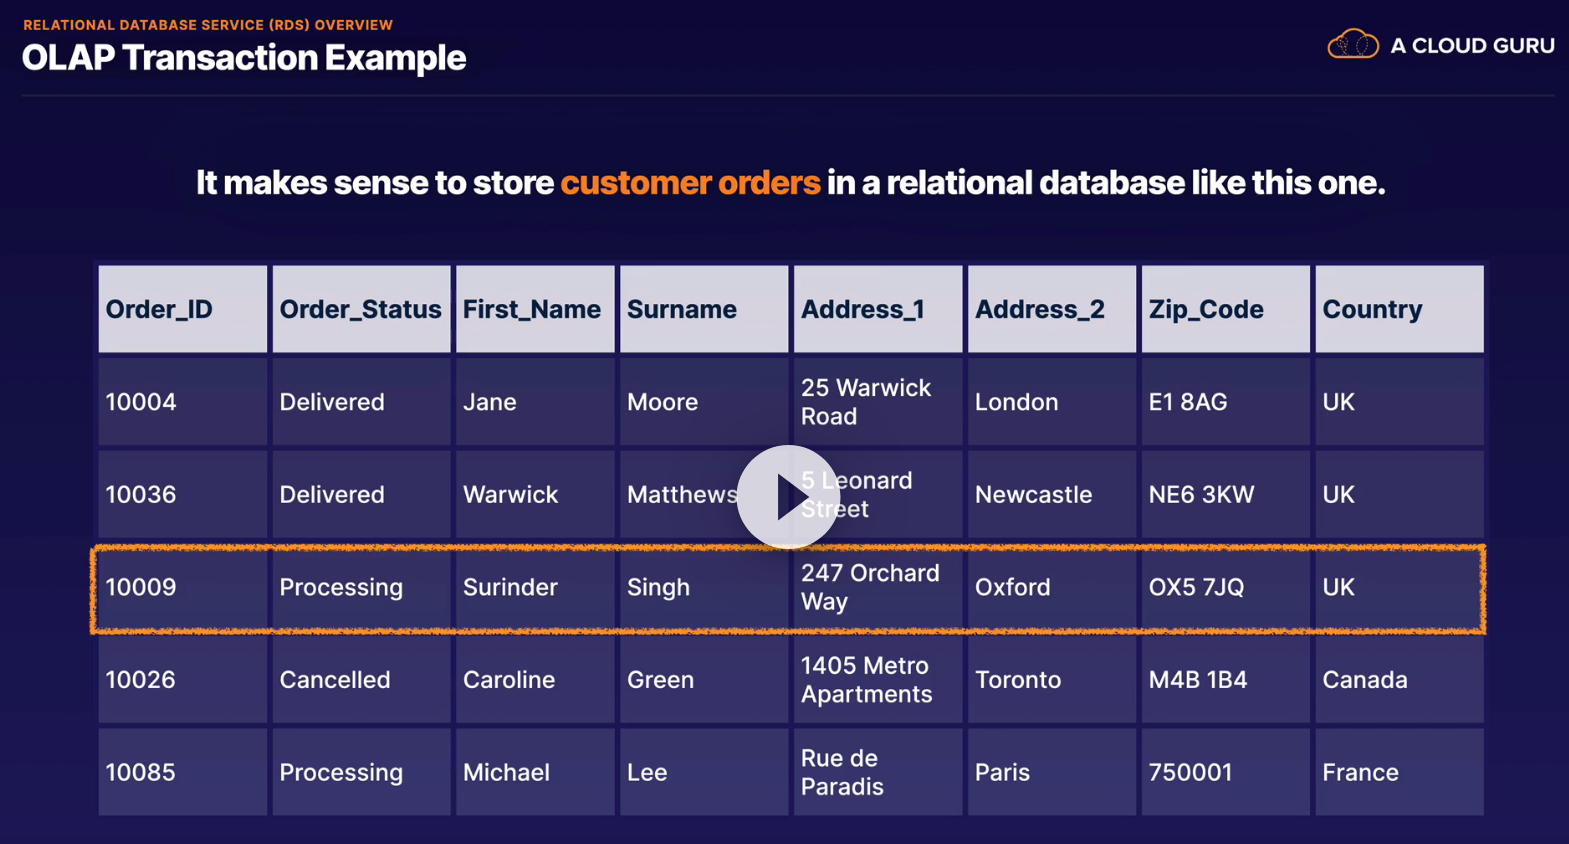 RELATIONAL DATABASE SERVICE (RDS) OVERVIEW
OLAP Transaction Example
A CLOUD GURU
It makes sense to store customer orders in a relational database like this one.
Order_ID Order_Status First_Name Surname Address_1 Address_2 Zip_Code Country
10004 Delivered Jane Moore 25 Warwick Road London E1 8AG UK
10036 Delivered Warwick Matthews 5 Leonard Street Newcastle NE6 3KW UK
10009 Processing Surinder Singh 247 Orchard Way Oxford OX5 7JQ UK
10026 Cancelled Caroline Green 1405 Metro Apartments Toronto M4B 1B4 Canada
10085 Processing Michael Lee Rue de Paradis Paris 750001 France